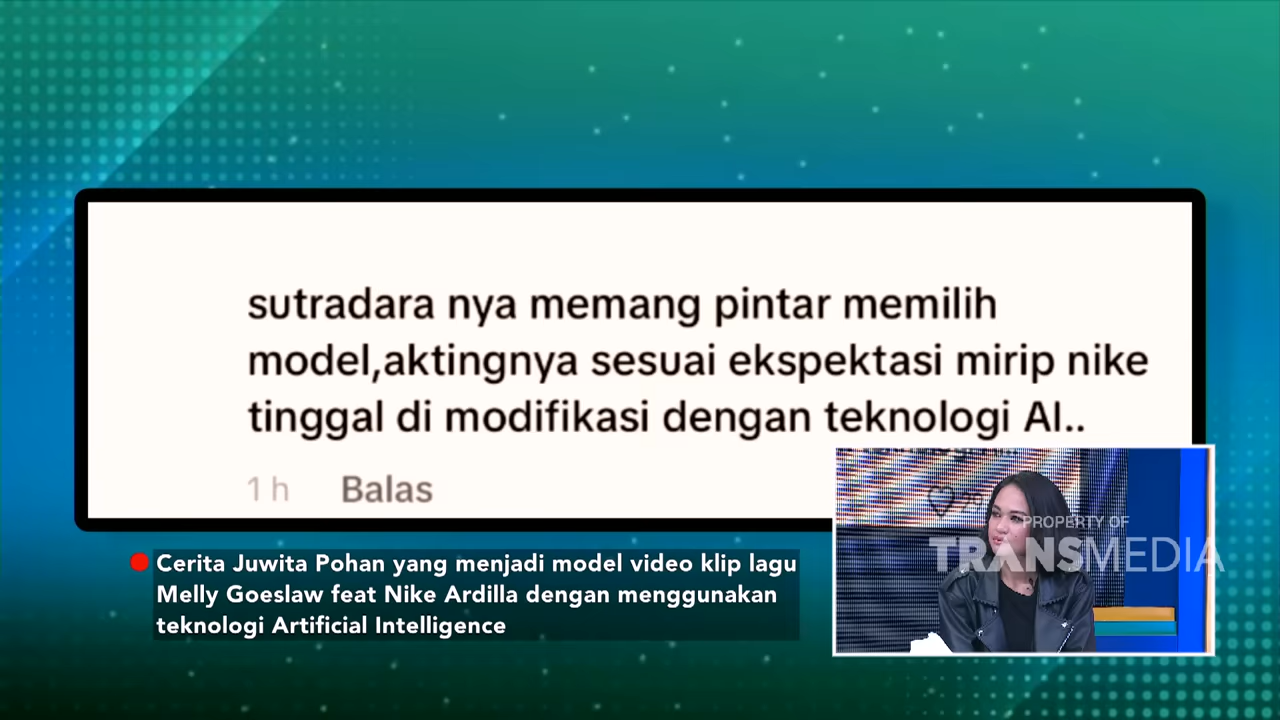 sutradara nya memang pintar memilih
model,aktingnya sesuai ekspektasi mirip nike
tinggal di modifikasi dengan teknologi AI..
1 h Balas
PROPERTY OF
TRANSMEDIA
Cerita Juwita Pohan yang menjadi model video klip lagu
Melly Goeslaw feat Nike Ardilla dengan menggunakan
teknologi Artificial Intelligence